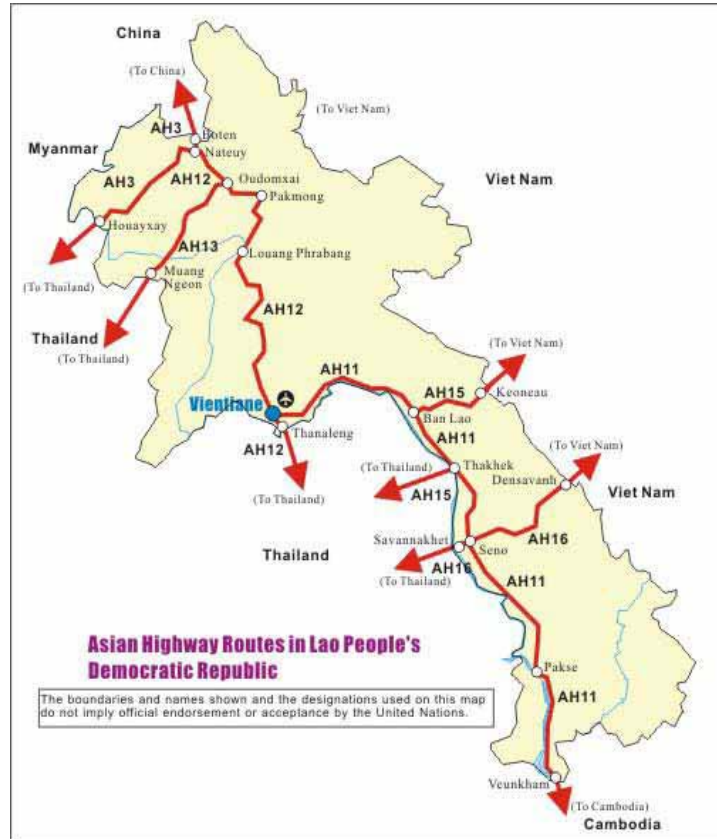 China
(To China)
(To Viet Nam)
AH3
Boten
Myanmar
Nateuy
AH3
AH12
Oudomxai
Viet Nam
Pakmong
Houayxay
AH13
Louang Phrabang
(To Thailand)
Muang
Ngeon
AH12
Thailand
(To Thailand)
(To Viet Nam)
AH11
AH15
Keoneau
Vientiane
Ban Lao
Thanaleng
AH12
AH11
(To Viet Nam)
(To Thailand)
Thakhek
Densavanh
(To Thailand)
AH15
Viet Nam
Savannakhet
AH16
Seno
Thailand
AH16
(To Thailand)
AH11
Asian Highway Routes in Lao People's
Democratic Republic
Pakse
The boundaries and names shown and the designations used on this map
do not imply official endorsement or acceptance by the United Nations.
AH11
Veunkham
(To Cambodia)
Cambodia